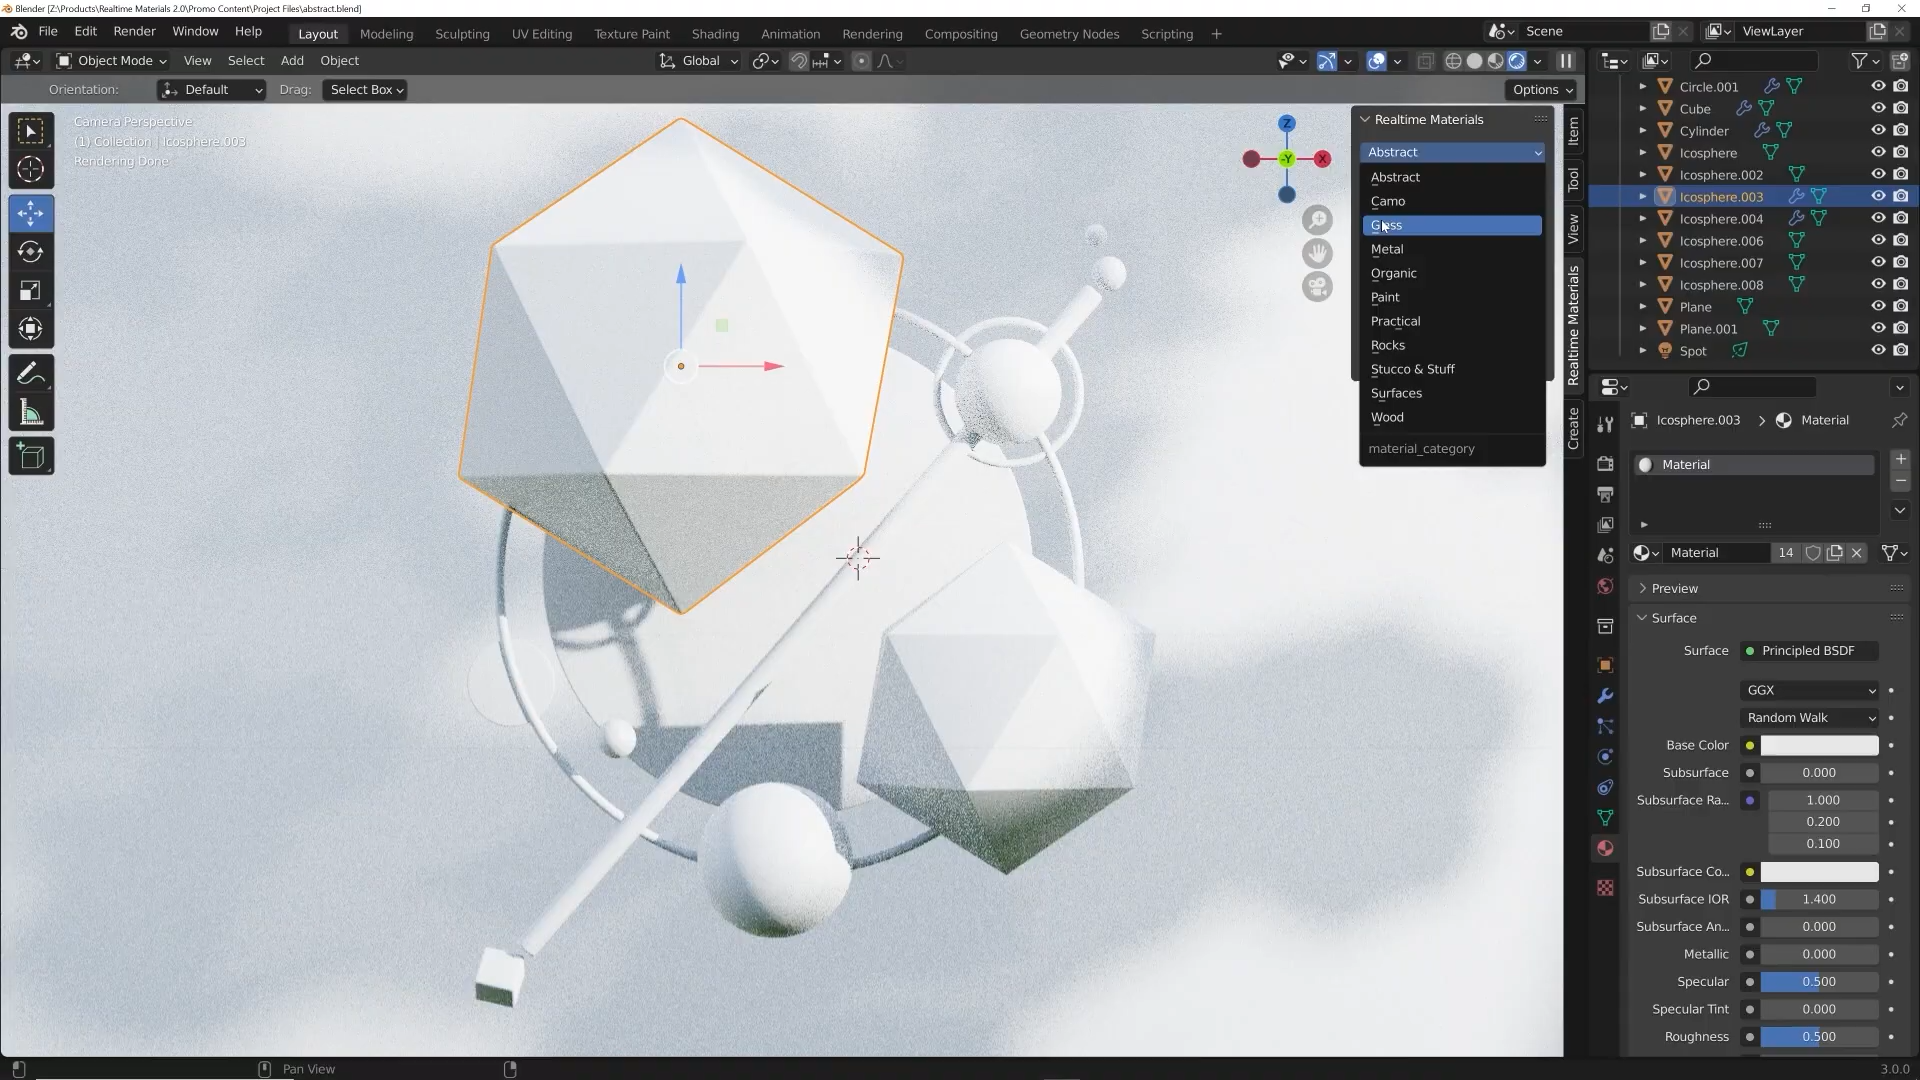 Blender [Z:\Products\Realtime Materials 2.0\Promo Content\Project Files\abstract.blend]
File Edit Render Window Help
Layout Modeling Sculpting UV Editing Texture Paint Shading Animation Rendering Compositing Geometry Nodes Scripting +
Scene
ViewLayer
Object Mode View Select Add Object
Global
Orientation: Default Drag: Select Box
Options
Camera Perspective
(1) Collection | Icosphere.003
Rendering Done
Z
-Y
X
Realtime Materials
Abstract
Abstract
Camo
Glass
Metal
Organic
Paint
Practical
Rocks
Stucco & Stuff
Surfaces
Wood
material_category
Item
Tool
View
Realtime Materials
Create
Circle.001
Cube
Cylinder
Icosphere
Icosphere.002
Icosphere.003
Icosphere.004
Icosphere.006
Icosphere.007
Icosphere.008
Plane
Plane.001
Spot
Icosphere.003 > Material
Material
Material 14
Preview
Surface
Surface Principled BSDF
GGX
Random Walk
Base Color
Subsurface 0.000
Subsurface Ra... 1.000
0.200
0.100
Subsurface Co...
Subsurface IOR 1.400
Subsurface An... 0.000
Metallic 0.000
Specular 0.500
Specular Tint 0.000
Roughness 0.500
Pan View
3.0.0